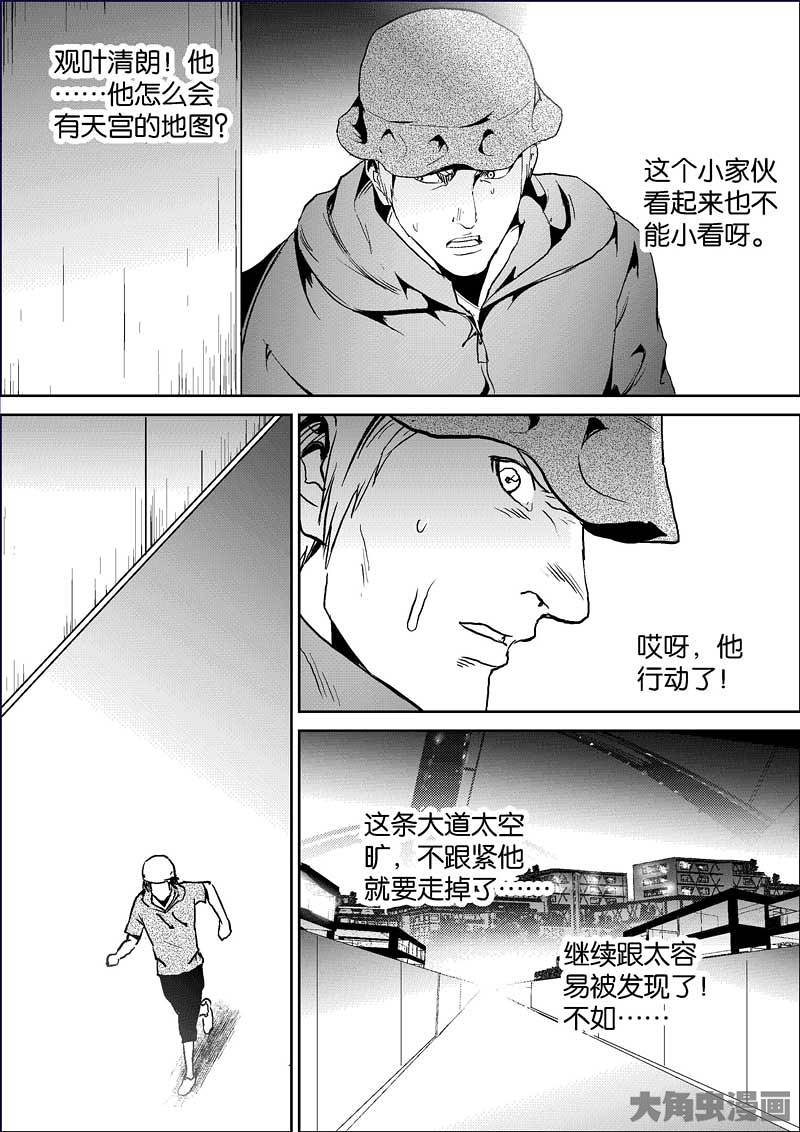 观叶清朗！他
……他怎么会
有天宫的地图？
这个小家伙
看起来也不
能小看呀。
哎呀，他
行动了！
这条大道太空
旷，不跟紧他
就要走掉了……
继续跟太容
易被发现了！
不如……
大角虫漫画